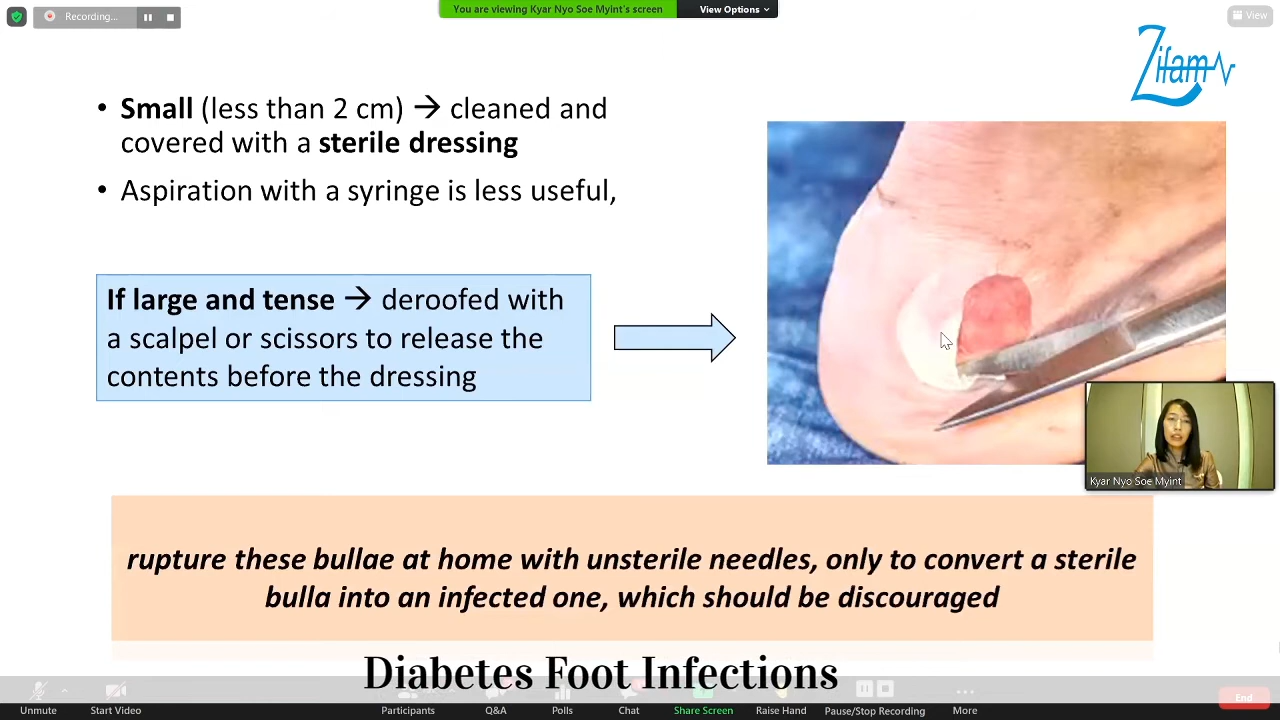 Recording...
You are viewing Kyar Nyo Soe Myint's screen
View Options
View
Zifam
• Small (less than 2 cm) → cleaned and
covered with a sterile dressing
• Aspiration with a syringe is less useful,
If large and tense → deroofed with
a scalpel or scissors to release the
contents before the dressing
Kyar Nyo Soe Myint
rupture these bullae at home with unsterile needles, only to convert a sterile
bulla into an infected one, which should be discouraged
Diabetes Foot Infections
Unmute
Start Video
Participants
Q&A
Polls
Chat
Share Screen
Raise Hand
Pause/Stop Recording
More
End